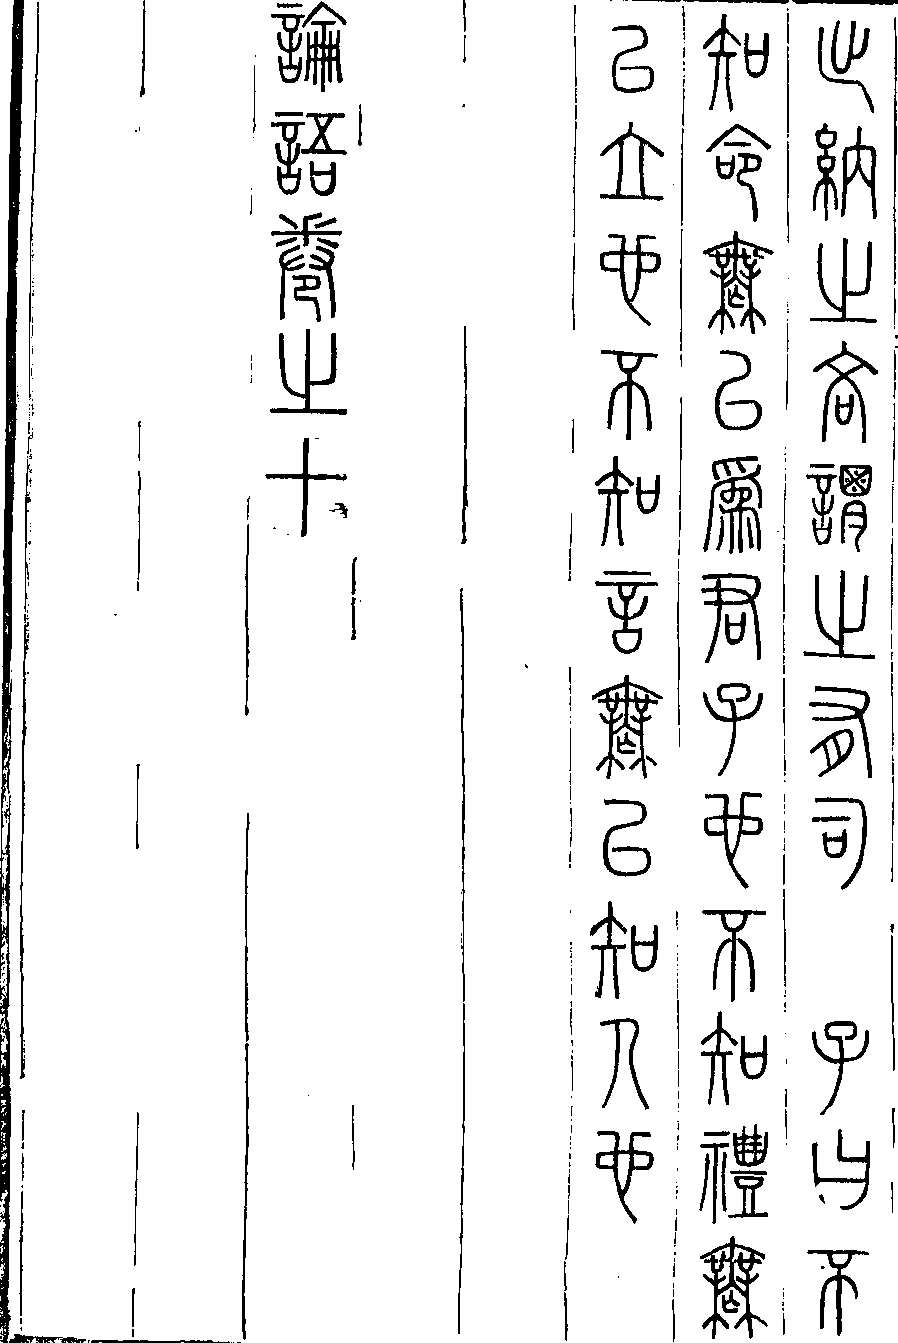 出納之吝謂之有司　子曰不
知命無以爲君子也不知禮無
以立也不知言無以知人也
論語卷之十